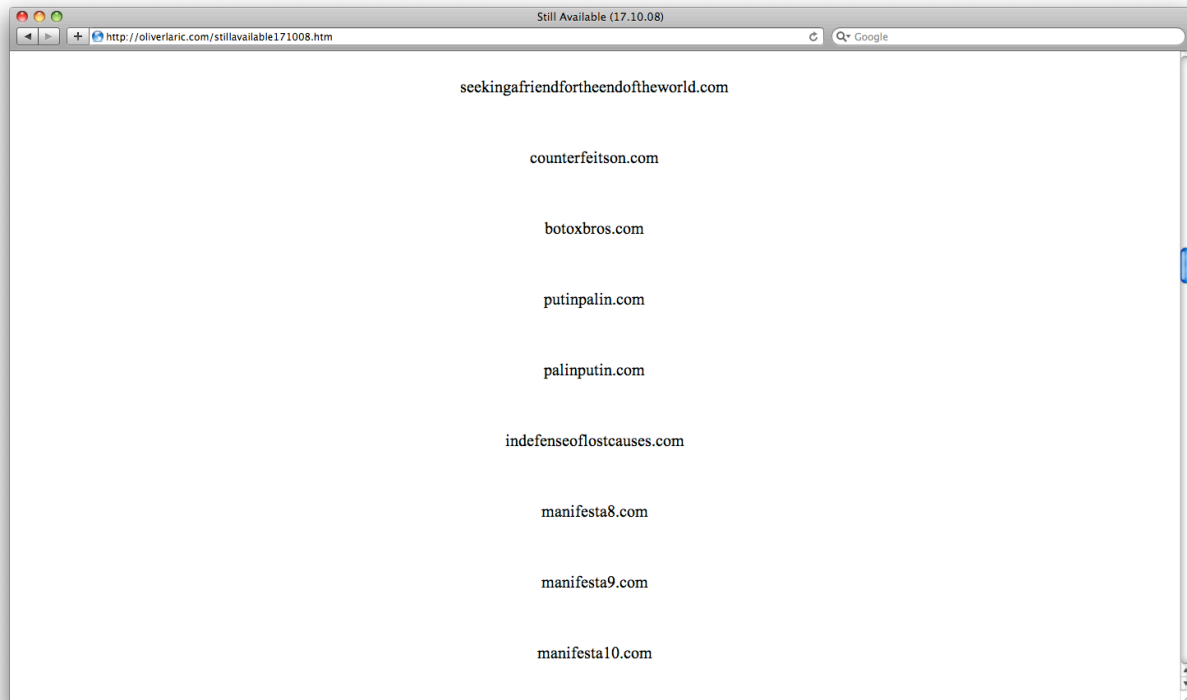 Still Available (17.10.08)
http://oliverlaric.com/stillavailable171008.htm
Google
seekingafriendfortheendoftheworld.com
counterfeitson.com
botoxbros.com
putinpalin.com
palinputin.com
indefenseoflostcauses.com
manifesta8.com
manifesta9.com
manifesta10.com